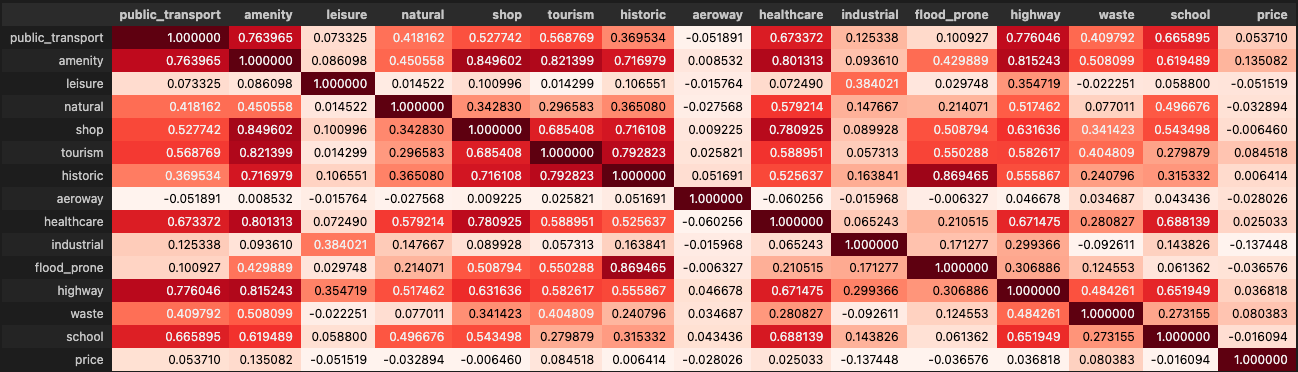 public_transport amenity leisure natural shop tourism historic aeroway healthcare industrial flood_prone highway waste school price
public_transport 1.000000 0.763965 0.073325 0.418162 0.527742 0.568769 0.369534 -0.051891 0.673372 0.125338 0.100927 0.776046 0.409792 0.665895 0.053710
amenity 0.763965 1.000000 0.086098 0.450558 0.849602 0.821399 0.716979 0.008532 0.801313 0.093610 0.429889 0.815243 0.508099 0.619489 0.135082
leisure 0.073325 0.086098 1.000000 0.014522 0.100996 0.014299 0.106551 -0.015764 0.072490 0.384021 0.029748 0.354719 -0.022251 0.058800 -0.051519
natural 0.418162 0.450558 0.014522 1.000000 0.342830 0.296583 0.365080 -0.027568 0.579214 0.147667 0.214071 0.517462 0.077011 0.496676 -0.032894
shop 0.527742 0.849602 0.100996 0.342830 1.000000 0.685408 0.716108 0.009225 0.780925 0.089928 0.508794 0.631636 0.341423 0.543498 -0.006460
tourism 0.568769 0.821399 0.014299 0.296583 0.685408 1.000000 0.792823 0.025821 0.588951 0.057313 0.550288 0.582617 0.404809 0.279879 0.084518
historic 0.369534 0.716979 0.106551 0.365080 0.716108 0.792823 1.000000 0.051691 0.525637 0.163841 0.869465 0.555867 0.240796 0.315332 0.006414
aeroway -0.051891 0.008532 -0.015764 -0.027568 0.009225 0.025821 0.051691 1.000000 -0.060256 -0.015968 -0.006327 0.046678 0.034687 0.043436 -0.028026
healthcare 0.673372 0.801313 0.072490 0.579214 0.780925 0.588951 0.525637 -0.060256 1.000000 0.065243 0.210515 0.671475 0.280827 0.688139 0.025033
industrial 0.125338 0.093610 0.384021 0.147667 0.089928 0.057313 0.163841 -0.015968 0.065243 1.000000 0.171277 0.299366 -0.092611 0.143826 -0.137448
flood_prone 0.100927 0.429889 0.029748 0.214071 0.508794 0.550288 0.869465 -0.006327 0.210515 0.171277 1.000000 0.306886 0.124553 0.061362 -0.036576
highway 0.776046 0.815243 0.354719 0.517462 0.631636 0.582617 0.555867 0.046678 0.671475 0.299366 0.306886 1.000000 0.484261 0.651949 0.036818
waste 0.409792 0.508099 -0.022251 0.077011 0.341423 0.404809 0.240796 0.034687 0.280827 -0.092611 0.124553 0.484261 1.000000 0.273155 0.080383
school 0.665895 0.619489 0.058800 0.496676 0.543498 0.279879 0.315332 0.043436 0.688139 0.143826 0.061362 0.651949 0.273155 1.000000 -0.016094
price 0.053710 0.135082 -0.051519 -0.032894 -0.006460 0.084518 0.006414 -0.028026 0.025033 -0.137448 -0.036576 0.036818 0.080383 -0.016094 1.000000